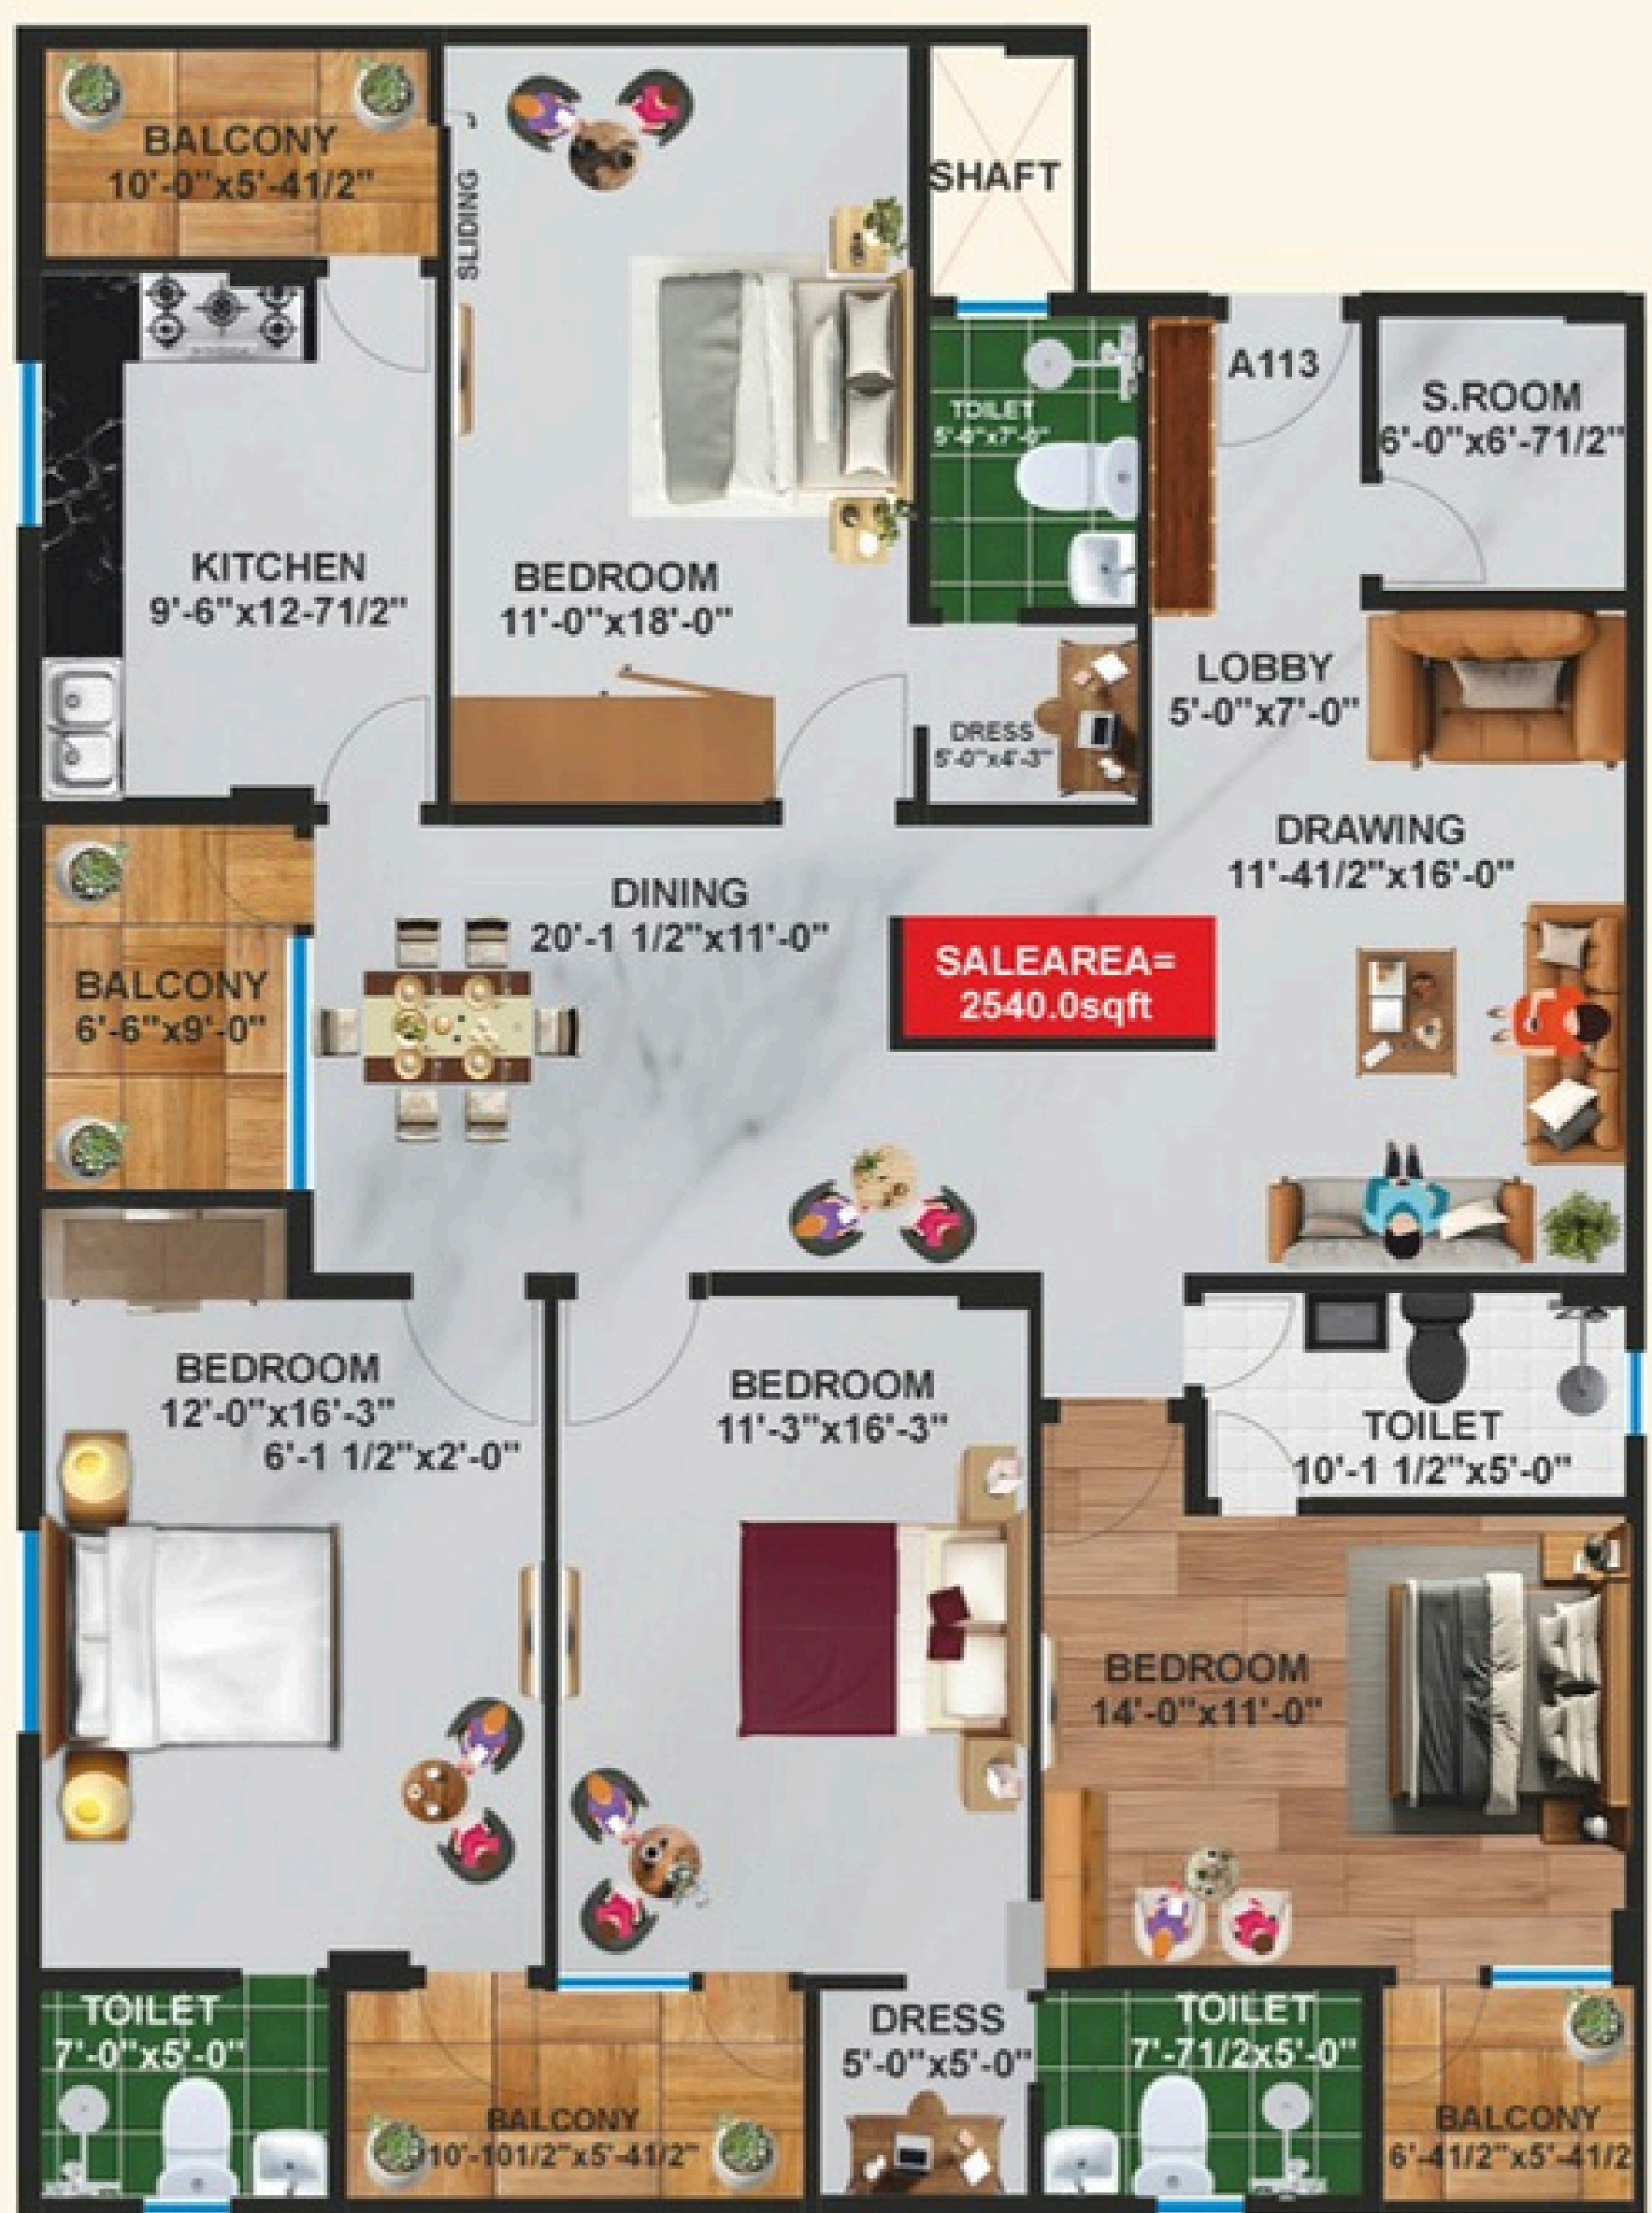 BALCONY
10'-0"x5'-41/2"
SLIDING
SHAFT
A113
S.ROOM
6'-0"x6'-71/2"
TOILET
5'-0"x7'-0"
KITCHEN
9'-6"x12-71/2"
BEDROOM
11'-0"x18'-0"
LOBBY
5'-0"x7'-0"
DRESS
5'-0"x4'-3"
DRAWING
11'-41/2"x16'-0"
DINING
20'-1 1/2"x11'-0"
SALEAREA=
2540.0sqft
BALCONY
6'-6"x9'-0"
BEDROOM
12'-0"x16'-3"
6'-1 1/2"x2'-0"
BEDROOM
11'-3"x16'-3"
TOILET
10'-1 1/2"x5'-0"
BEDROOM
14'-0"x11'-0"
TOILET
7'-0"x5'-0"
BALCONY
10'-101/2"x5'-41/2"
DRESS
5'-0"x5'-0"
TOILET
7'-71/2x5'-0"
BALCONY
6'-41/2"x5'-41/2